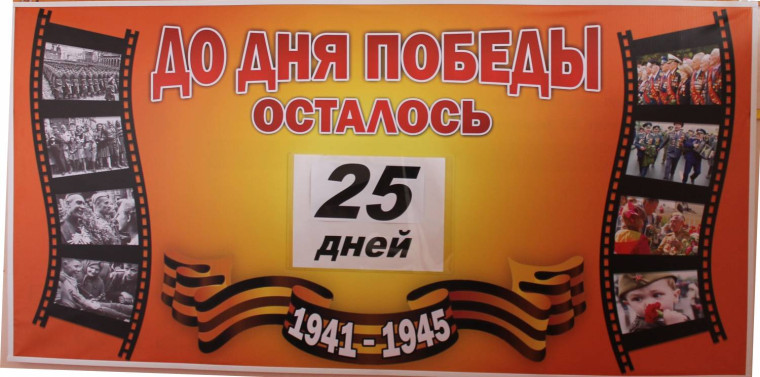 ДО ДНЯ ПОБЕДЫ
ОСТАЛОСЬ
25
дней
1941 - 1945